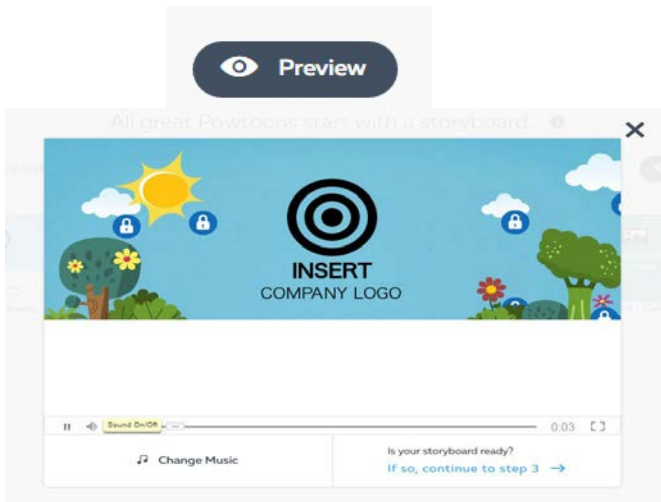 Preview
All great Powtoons start with a storyboard...
INSERT
COMPANY LOGO
Sound On/Off
0:03
Change Music
Is your storyboard ready?
If so, continue to step 3 →